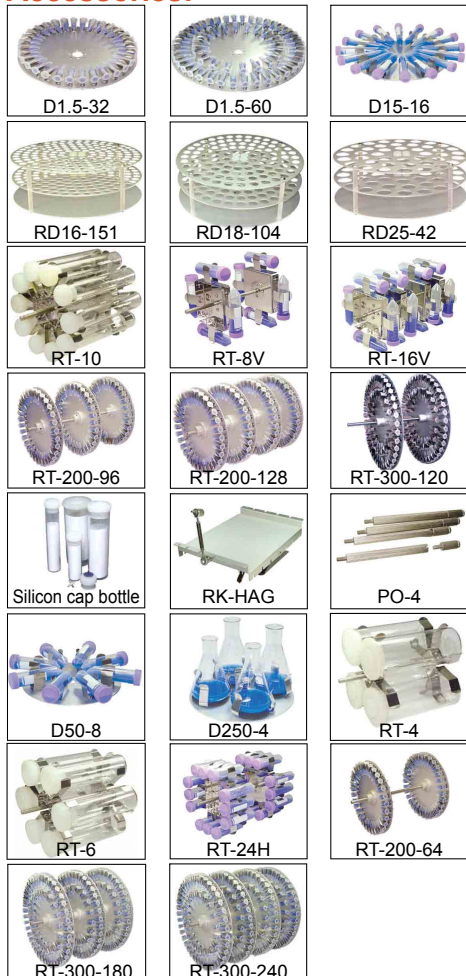 D1.5-32
D1.5-60
D15-16
RD16-151
RD18-104
RD25-42
RT-10
RT-8V
RT-16V
RT-200-96
RT-200-128
RT-300-120
Silicon cap bottle
RK-HAG
PO-4
D50-8
D250-4
RT-4
RT-6
RT-24H
RT-200-64
RT-300-180
RT-300-240